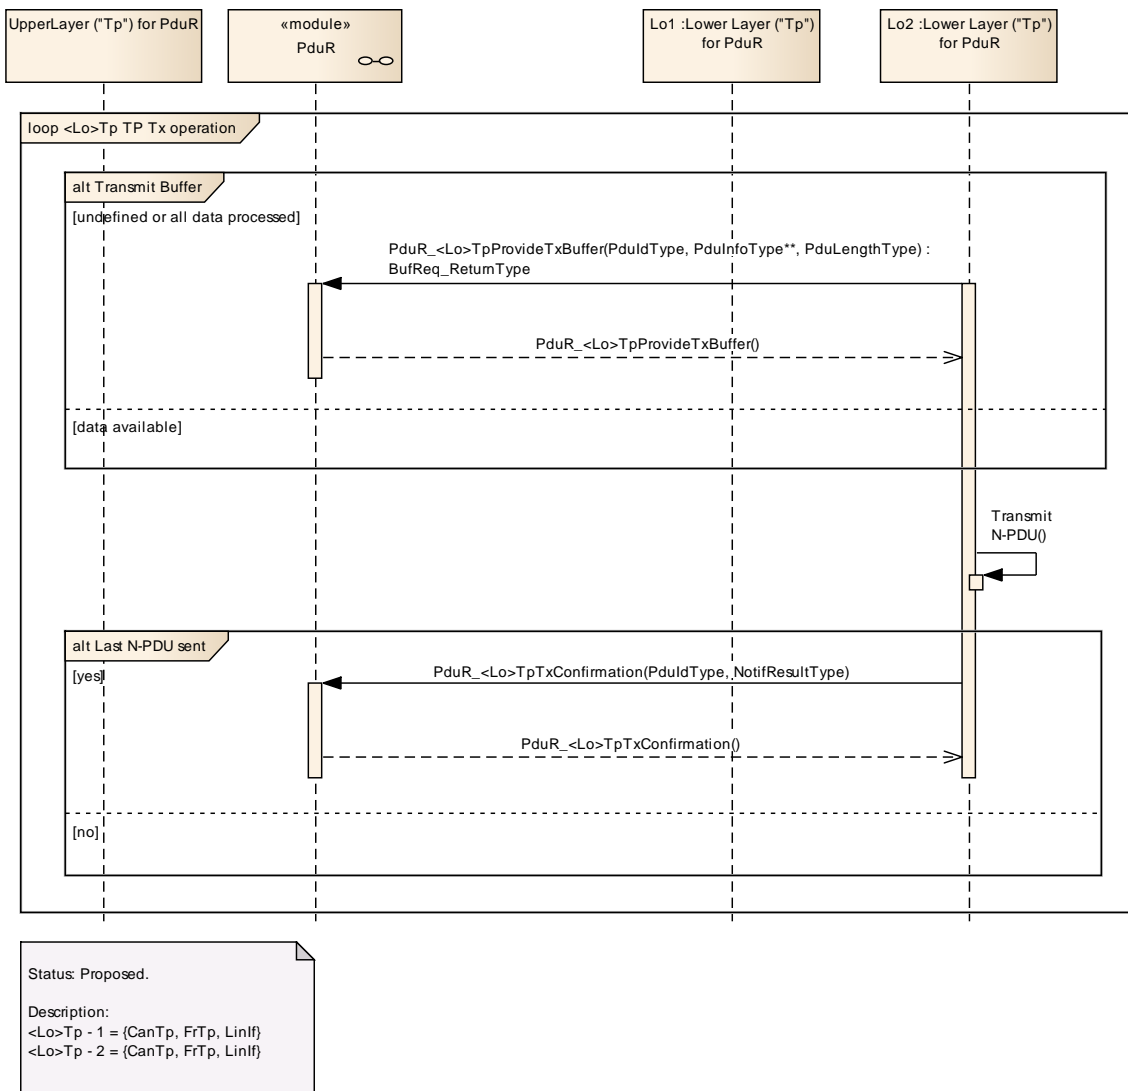 UpperLayer ("Tp") for PduR
«module»
PduR
Lo1 :Lower Layer ("Tp")
for PduR
Lo2 :Lower Layer ("Tp")
for PduR
loop <Lo>Tp TP Tx operation
alt Transmit Buffer
[undefined or all data processed]
PduR_<Lo>TpProvideTxBuffer(PduIdType, PduInfoType**, PduLengthType) :
BufReq_ReturnType
PduR_<Lo>TpProvideTxBuffer()
[data available]
Transmit
N-PDU()
alt Last N-PDU sent
[yes]
PduR_<Lo>TpTxConfirmation(PduIdType, NotifResultType)
PduR_<Lo>TpTxConfirmation()
[no]
Status: Proposed.
Description:
<Lo>Tp - 1 = {CanTp, FrTp, LinIf}
<Lo>Tp - 2 = {CanTp, FrTp, LinIf}